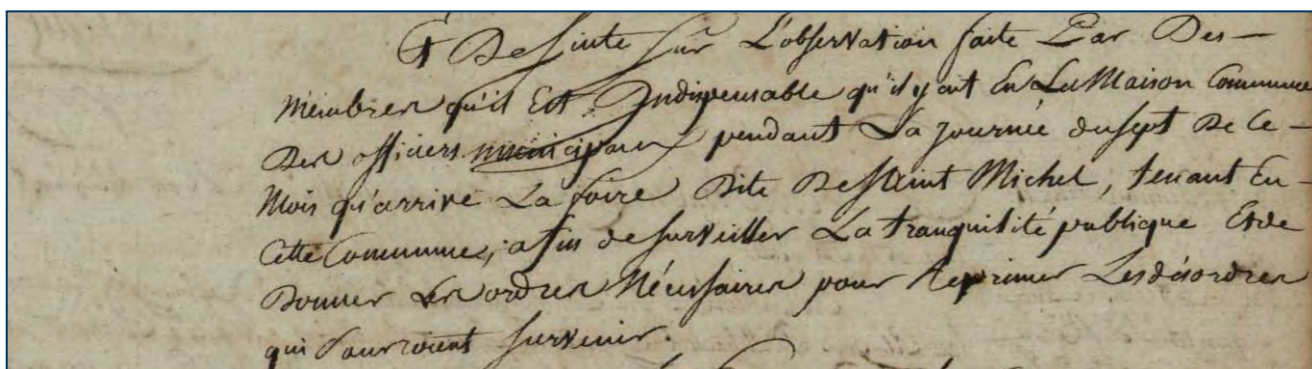 Et De suite sur L'observation faite Par Des-
Membres qu'il Est Indispensable qu'il y ait En La Maison Commune
Des officiers municipaux pendant La journée du sept De Ce-
Mois qu'arrive La foire Dite De Saint Michel, tenant En-
Cette Commune, afin de surveiller La tranquilité publique Et de
Donner Les ordres Nécessaires pour Réprimer Les désordres
qui Pourroient survenir.